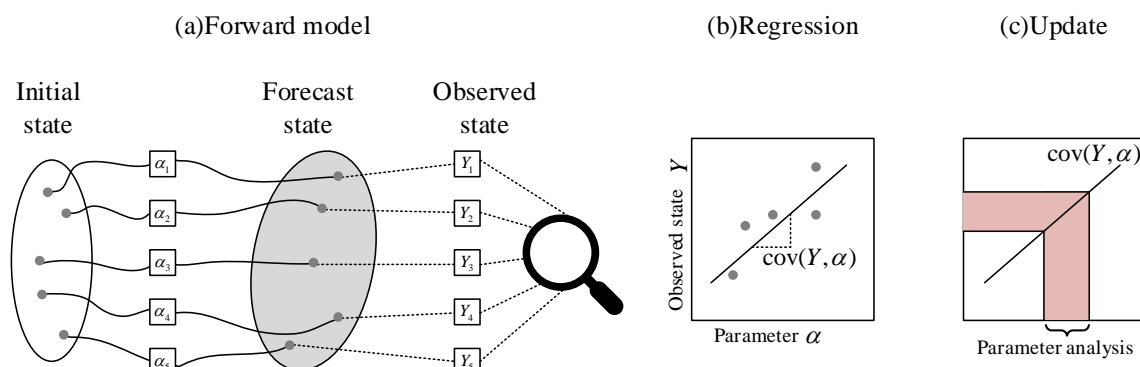 (a)Forward model
Initial
state
Forecast
state
Observed
state
α₁
α₂
α₃
α₄
α₅
Y₁
Y₂
Y₃
Y₄
Y₅
(b)Regression
Observed state Y
cov(Y,α)
Parameter α
(c)Update
cov(Y,α)
Parameter analysis